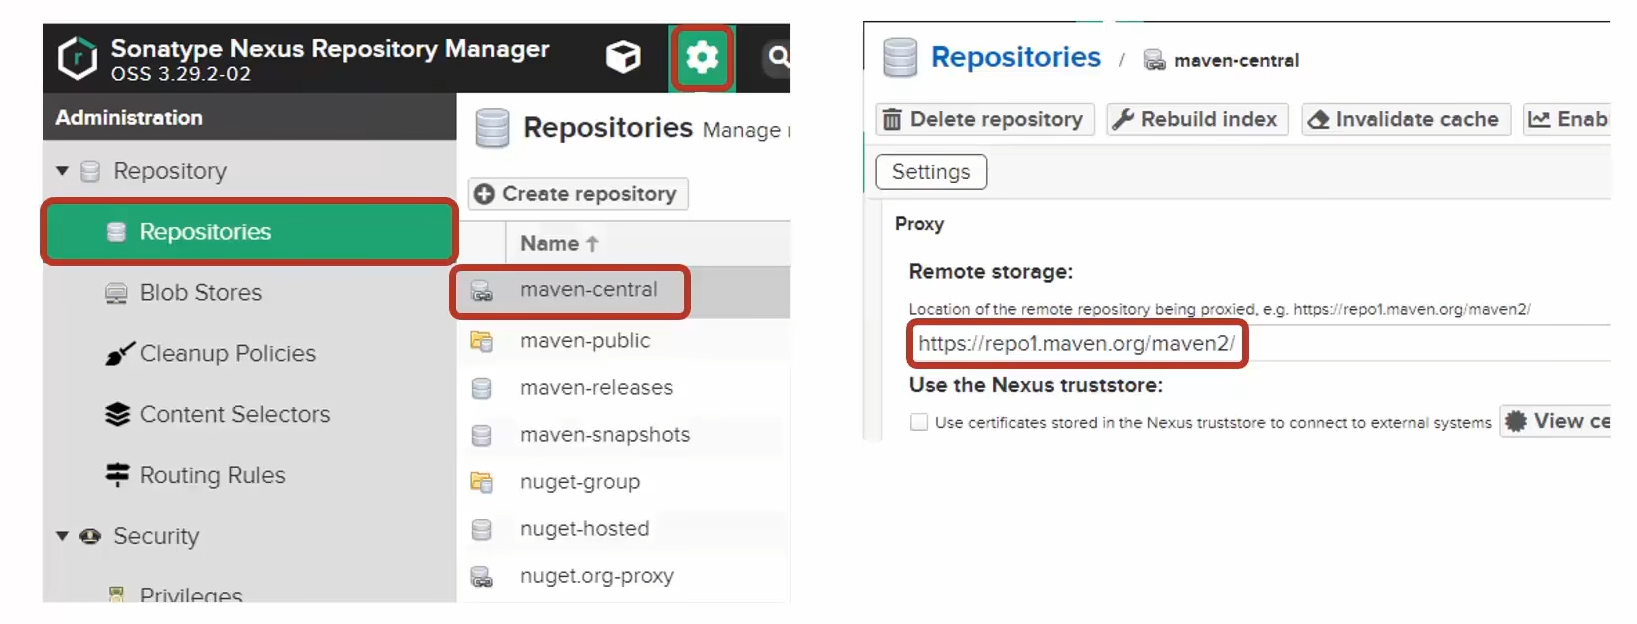 Sonatype Nexus Repository Manager
OSS 3.29.2-02
Administration
Repository
Repositories
Blob Stores
Cleanup Policies
Content Selectors
Routing Rules
Security
Privileges
Repositories Manage
Create repository
Name
maven-central
maven-public
maven-releases
maven-snapshots
nuget-group
nuget-hosted
nuget.org-proxy
Repositories / maven-central
Delete repository Rebuild index Invalidate cache Enab
Settings
Proxy
Remote storage:
Location of the remote repository being proxied, e.g. https://repo1.maven.org/maven2/
https://repo1.maven.org/maven2/
Use the Nexus truststore:
Use certificates stored in the Nexus truststore to connect to external systems View ce